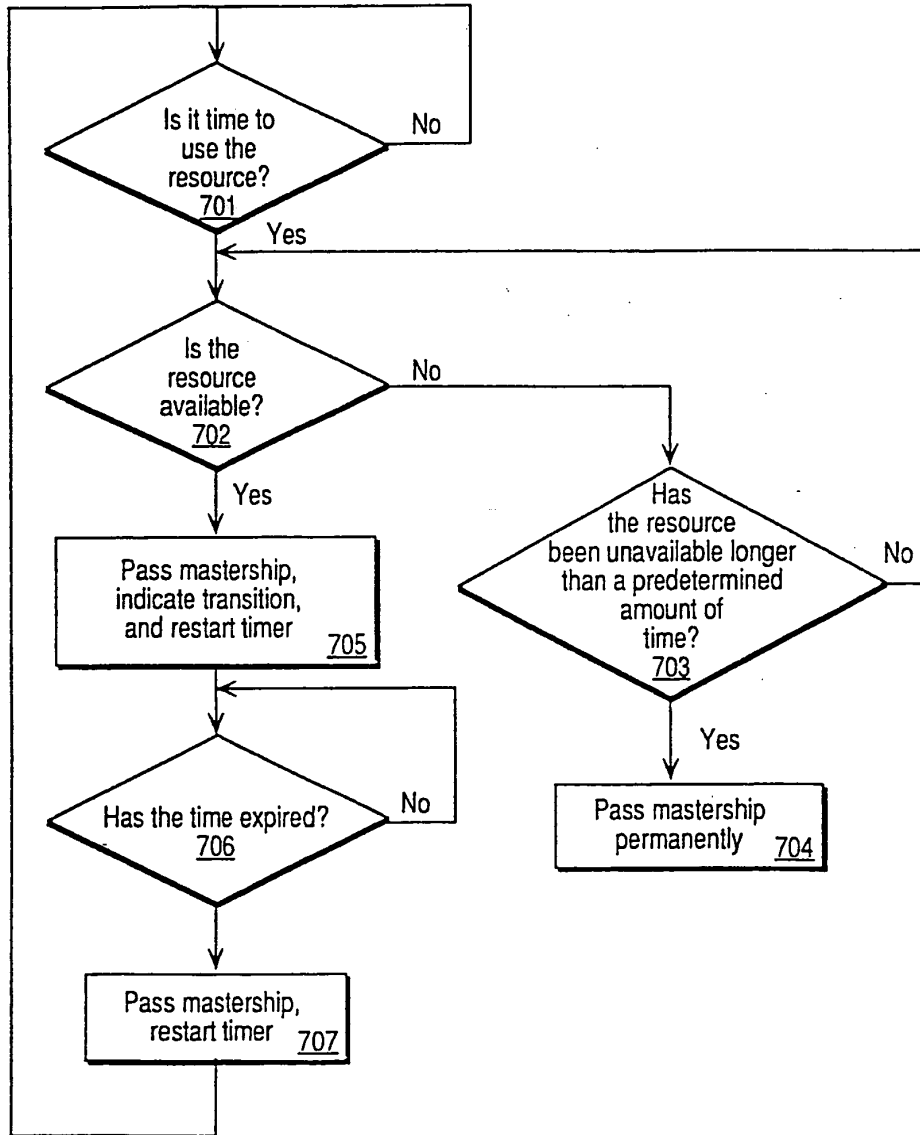 Is it time to
use the
resource?
701
No
Yes
Is the
resource
available?
702
No
Yes
Has
the resource
been unavailable longer
than a predetermined
amount of
time?
703
No
Yes
Pass mastership,
indicate transition,
and restart timer
705
Has the time expired?
706
No
Pass mastership
permanently
704
Pass mastership,
restart timer
707